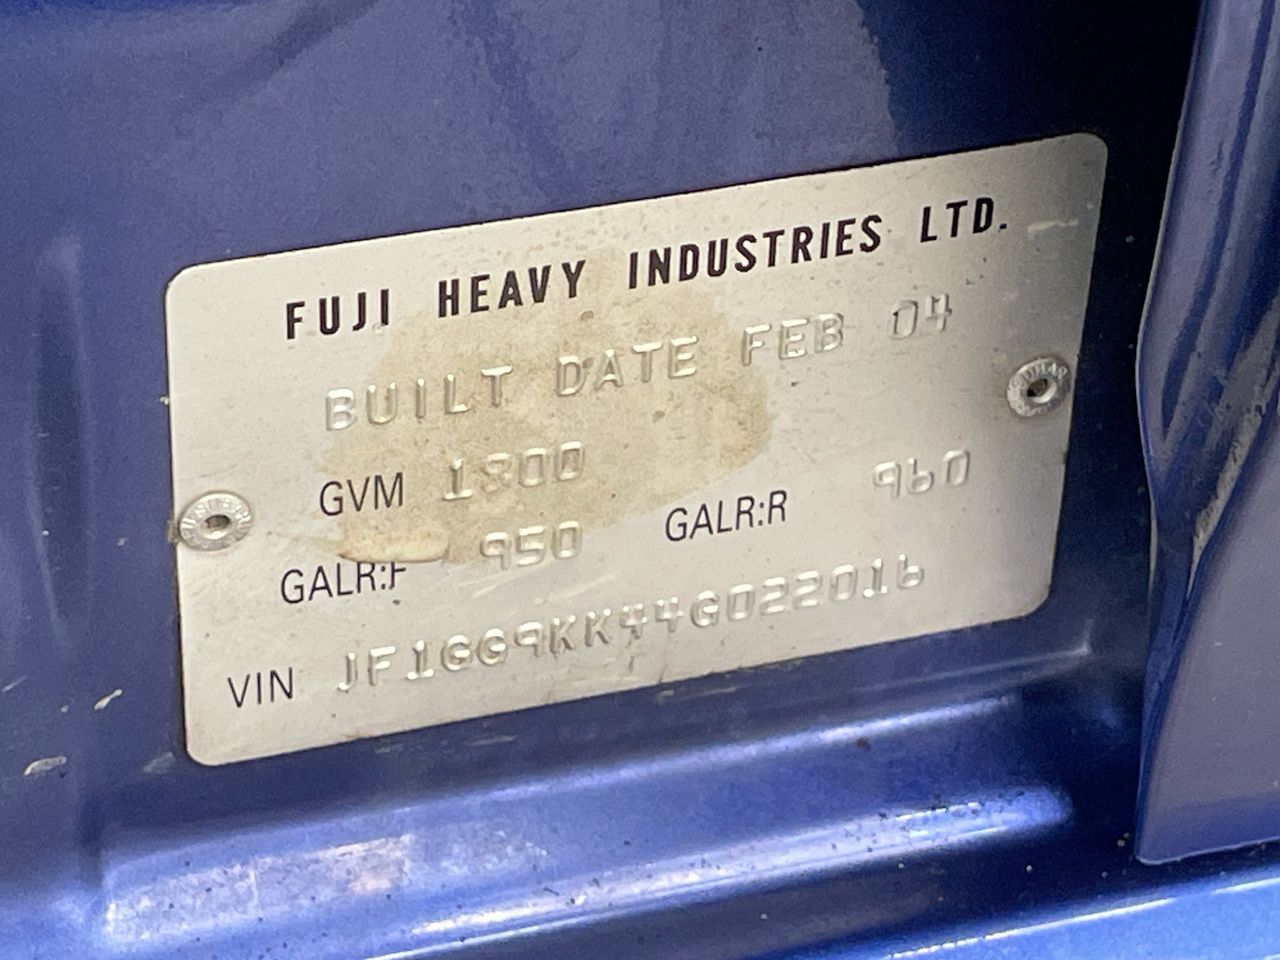 FUJI HEAVY INDUSTRIES LTD.
BUILT DATE FEB 04
GVM 1800
GALR:F 950 GALR:R 960
VIN JF1GG9KK44G022016